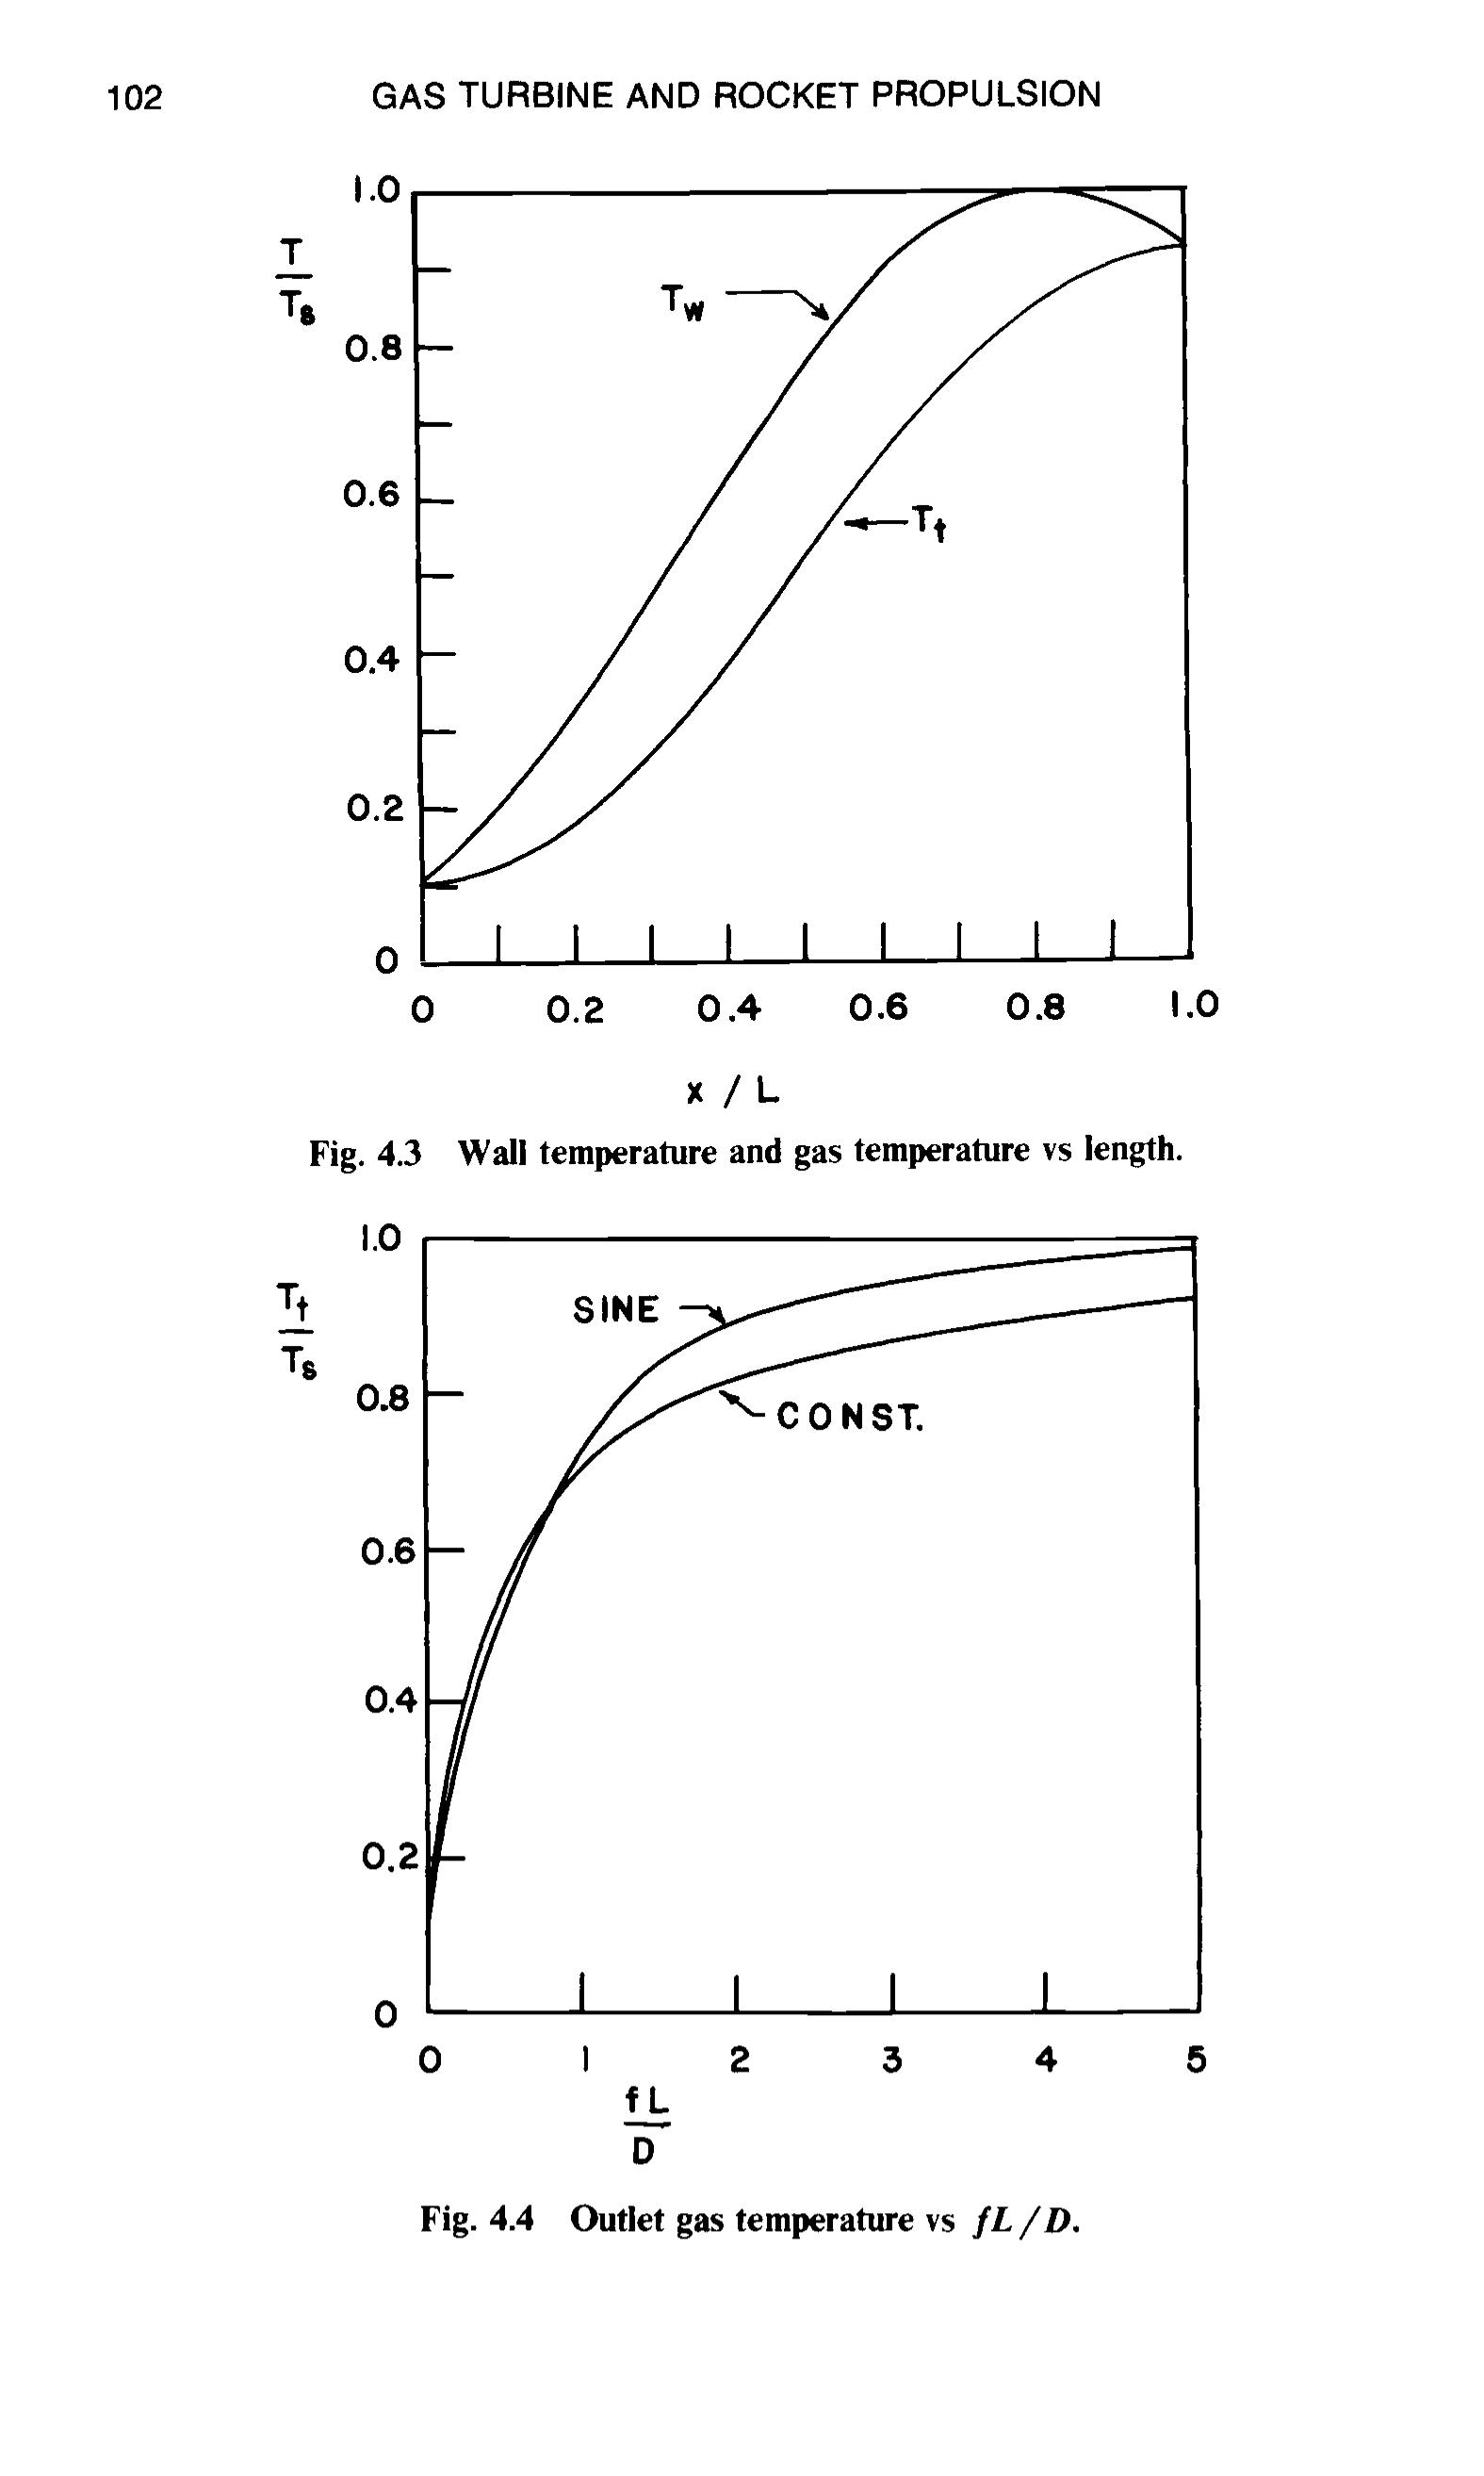 102 GAS TURBINE AND ROCKET PROPULSION
1.0
T
Ts
0.8
0.6
0.4
0.2
0
Tw
Tt
0 0.2 0.4 0.6 0.8 1.0
x / L
Fig. 4.3 Wall temperature and gas temperature vs length.
1.0
Tt
Ts
0.8
0.6
0.4
0.2
0
SINE
CONST.
0 1 2 3 4 5
fL
D
Fig. 4.4 Outlet gas temperature vs fL/D.